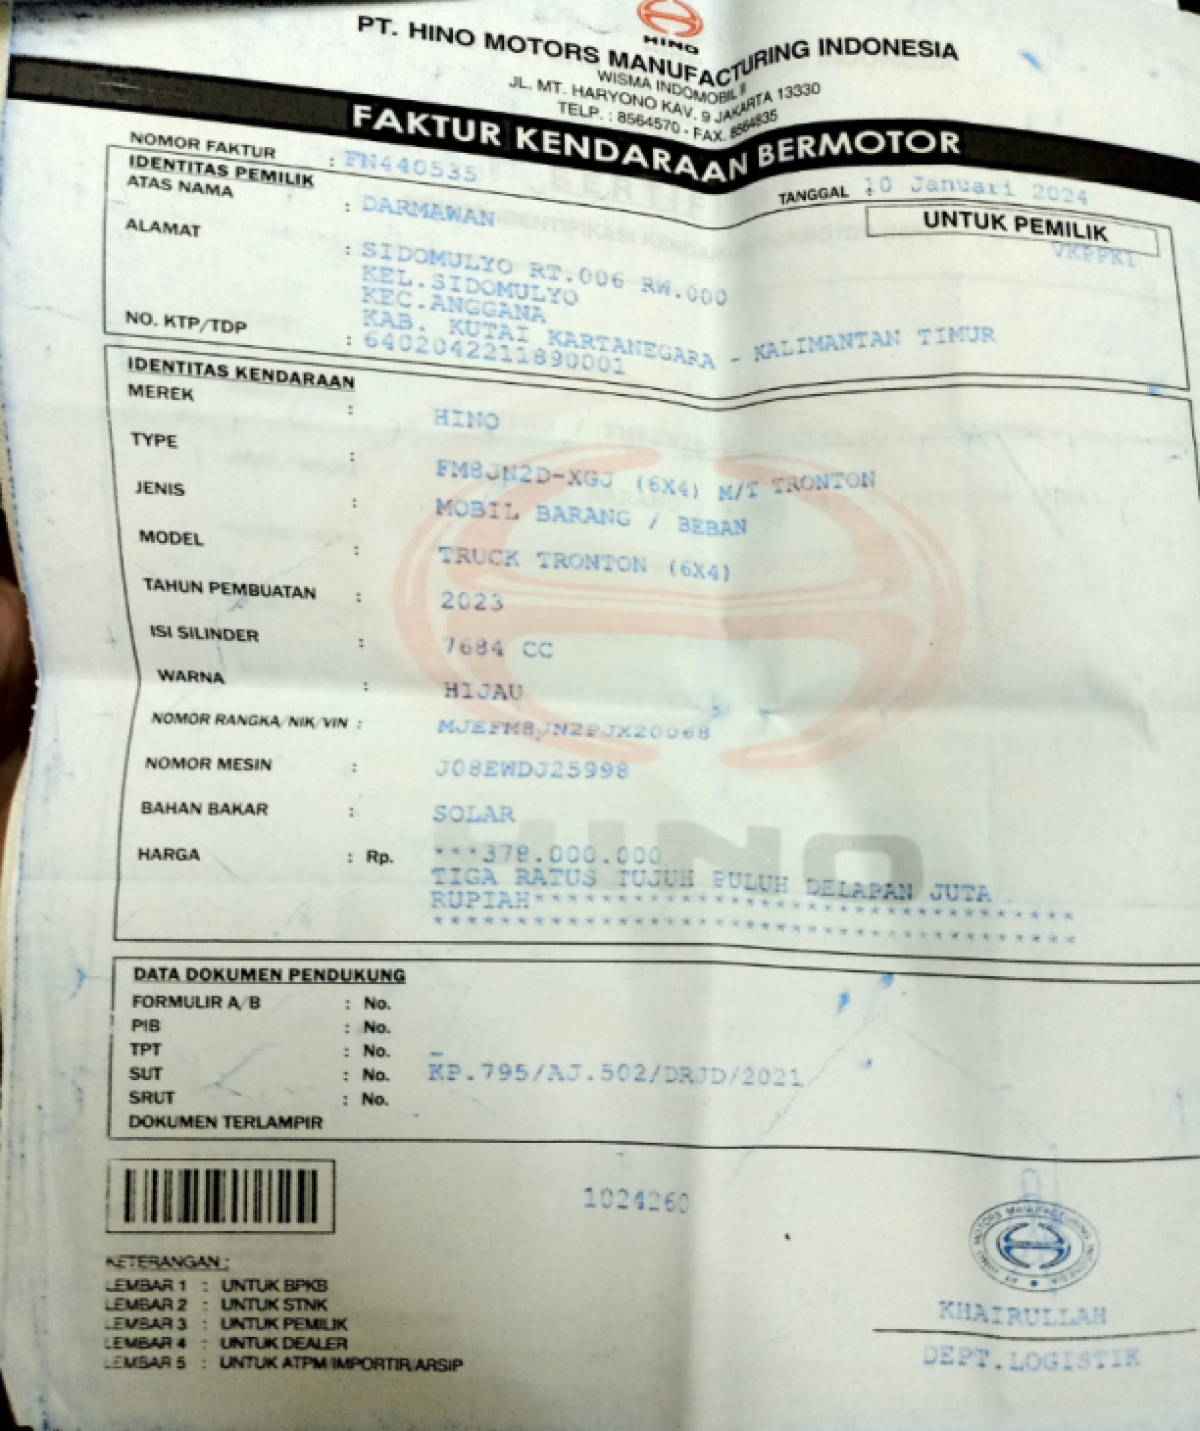 HINO
PT. HINO MOTORS MANUFACTURING INDONESIA
WISMA INDOMOBIL II
JL. MT. HARYONO KAV. 9 JAKARTA 13330
TELP. : 8564570 - FAX. 8564835
FAKTUR KENDARAAN BERMOTOR
NOMOR FAKTUR : FN440535
TANGGAL : 10 Januari 2024
IDENTITAS PEMILIK
UNTUK PEMILIK
VKPPKI
ATAS NAMA : DARMAWAN
ALAMAT : SIDOMULYO RT.006 RW.000
KEL.SIDOMULYO
KEC.ANGGANA
KAB. KUTAI KARTANEGARA - KALIMANTAN TIMUR
NO. KTP/TDP : 6402042211890001
IDENTITAS KENDARAAN
MEREK : HINO
TYPE : FM8JN2D-XGJ (6X4) M/T TRONTON
JENIS : MOBIL BARANG / BEBAN
MODEL : TRUCK TRONTON (6X4)
TAHUN PEMBUATAN : 2023
ISI SILINDER : 7684 CC
WARNA : HIJAU
NOMOR RANGKA/NIK/VIN : MJEFM8JN2PJX20068
NOMOR MESIN : J08EWDJ25998
BAHAN BAKAR : SOLAR
HARGA : Rp. ***378.000.000
TIGA RATUS TUJUH PULUH DELAPAN JUTA
RUPIAH********************************
**************************************
HINO
DATA DOKUMEN PENDUKUNG
FORMULIR A/B : No.
PIB : No.
TPT : No. –
SUT : No. KP.795/AJ.502/DRJD/2021
SRUT : No.
DOKUMEN TERLAMPIR
1024260
KETERANGAN :
LEMBAR 1 : UNTUK BPKB
LEMBAR 2 : UNTUK STNK
LEMBAR 3 : UNTUK PEMILIK
LEMBAR 4 : UNTUK DEALER
LEMBAR 5 : UNTUK ATPM/IMPORTIR/ARSIP
KHAIRULLAH
DEPT.LOGISTIK